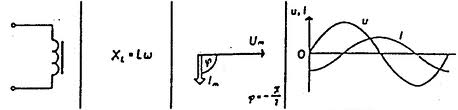 u,i
u i
X_L = Lω
U_m
φ
I_m
0
φ = -π/2